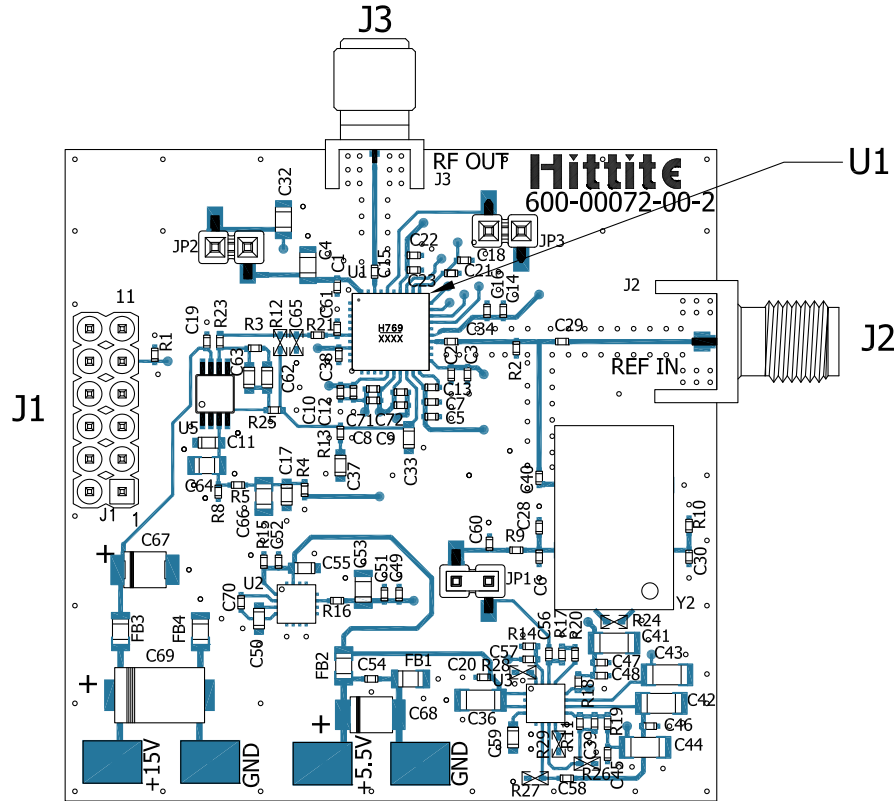 J3
RF OUT
J3
Hittite
600-00072-00-2
U1
C32
JP2
C4
C1
U1
C15
C22
C23
C21
C18
JP3
C16
C14
J2
11
C19
R23
R3
R12
C65
R21
C61
C34
C29
J2
R1
C63
C62
C38
H769
XXXX
C2
C3
R2
REF IN
J1
U5
R25
C10
C12
C71
C72
C8
C9
C13
C7
C5
C11
R13
C37
C33
C64
R8
R5
C66
C17
R4
C40
C28
R10
J1
1
+
C67
R15
C52
C55
C53
C51
C49
C60
R9
C6
C30
JP1
U2
C70
C50
R16
Y2
FB3
FB4
C69
+
R14
C56
R17
R20
R24
C41
C57
C47
C48
C43
FB2
C54
FB1
C20
R28
U3
R18
C42
+
C68
C36
C59
R29
R11
C39
R19
C46
C44
C45
R26
R27
C58
+15V
GND
+5.5V
GND